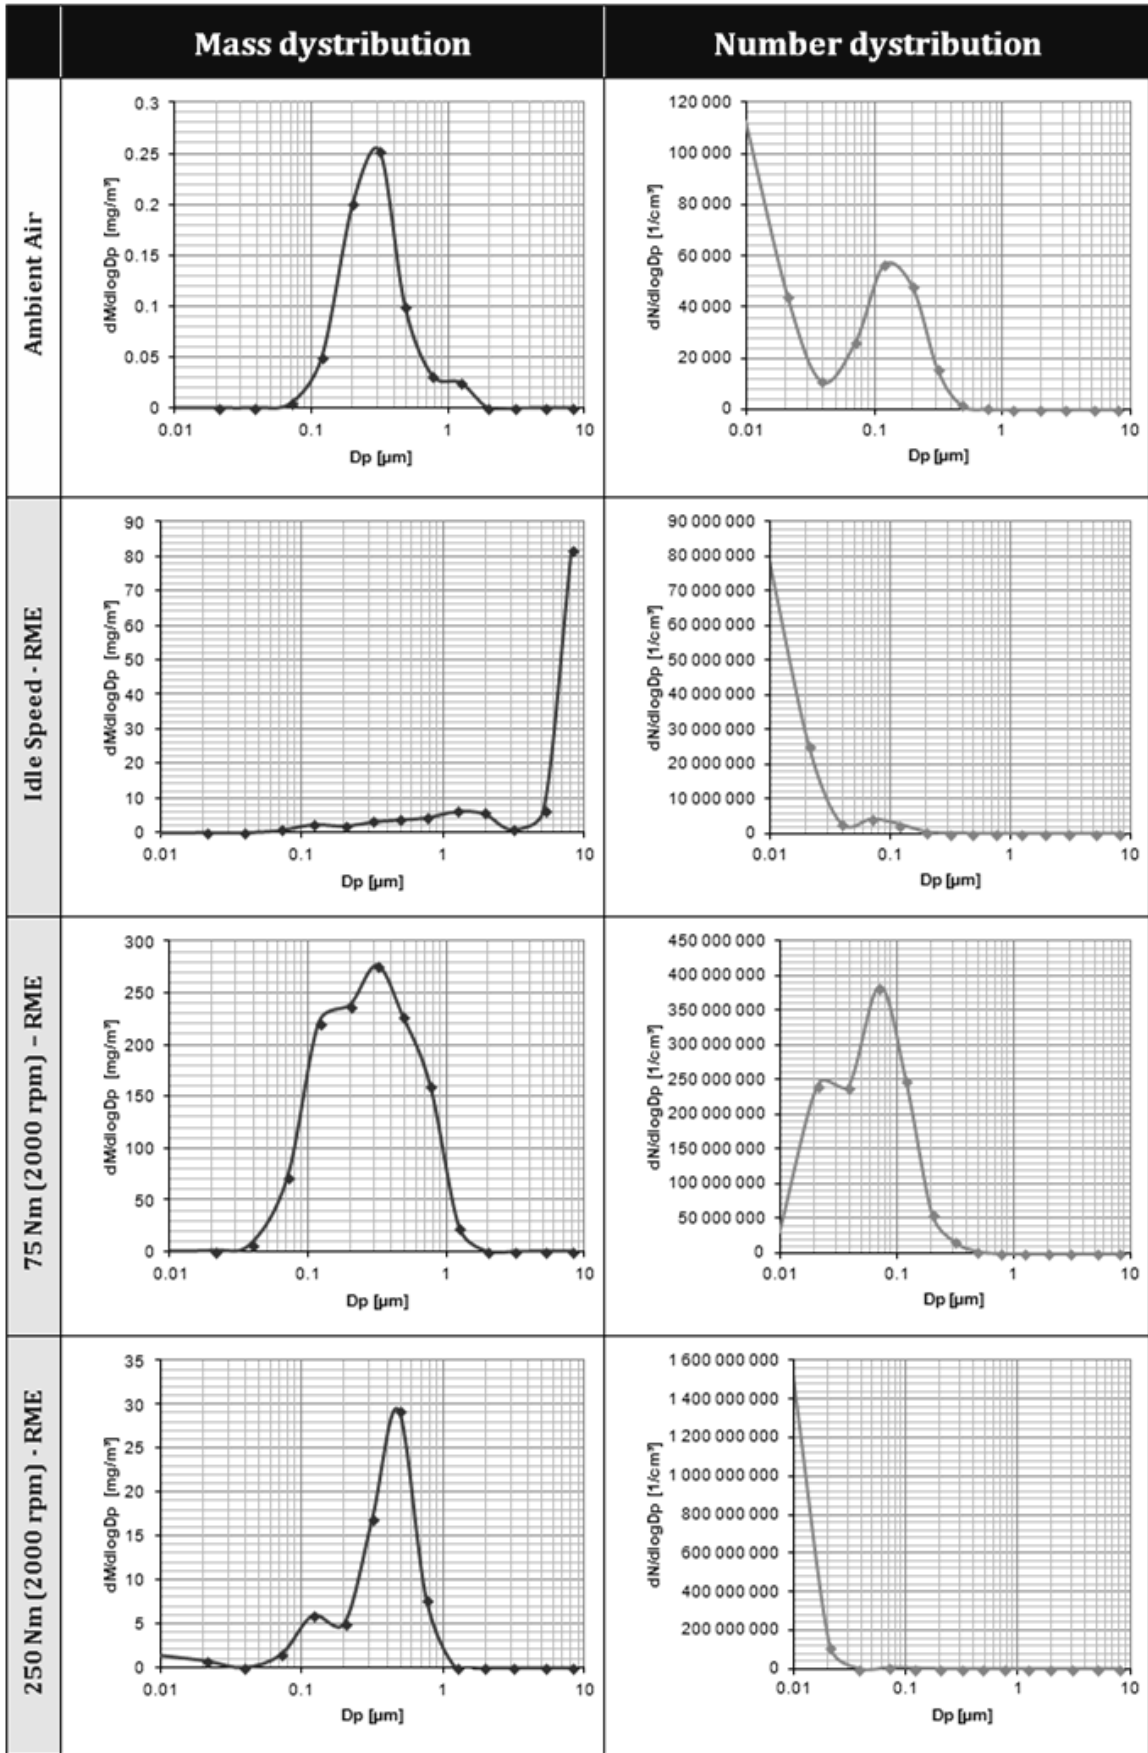 Mass dystribution
Number dystribution
Ambient Air
dM/dlogDp [mg/m³]
0.3
0.25
0.2
0.15
0.1
0.05
0
0.01 0.1 1 10
Dp [µm]
dN/dlogDp [1/cm³]
120 000
100 000
80 000
60 000
40 000
20 000
0
0.01 0.1 1 10
Dp [µm]
Idle Speed - RME
dM/dlogDp [mg/m³]
90
80
70
60
50
40
30
20
10
0
0.01 0.1 1 10
Dp [µm]
dN/dlogDp [1/cm³]
90 000 000
80 000 000
70 000 000
60 000 000
50 000 000
40 000 000
30 000 000
20 000 000
10 000 000
0
0.01 0.1 1 10
Dp [µm]
75 Nm (2000 rpm) – RME
dM/dlogDp [mg/m³]
300
250
200
150
100
50
0
0.01 0.1 1 10
Dp [µm]
dN/dlogDp [1/cm³]
450 000 000
400 000 000
350 000 000
300 000 000
250 000 000
200 000 000
150 000 000
100 000 000
50 000 000
0
0.01 0.1 1 10
Dp [µm]
250 Nm (2000 rpm) - RME
dM/dlogDp [mg/m³]
35
30
25
20
15
10
5
0
0.01 0.1 1 10
Dp [µm]
dN/dlogDp [1/cm³]
1 600 000 000
1 400 000 000
1 200 000 000
1 000 000 000
800 000 000
600 000 000
400 000 000
200 000 000
0
0.01 0.1 1 10
Dp [µm]